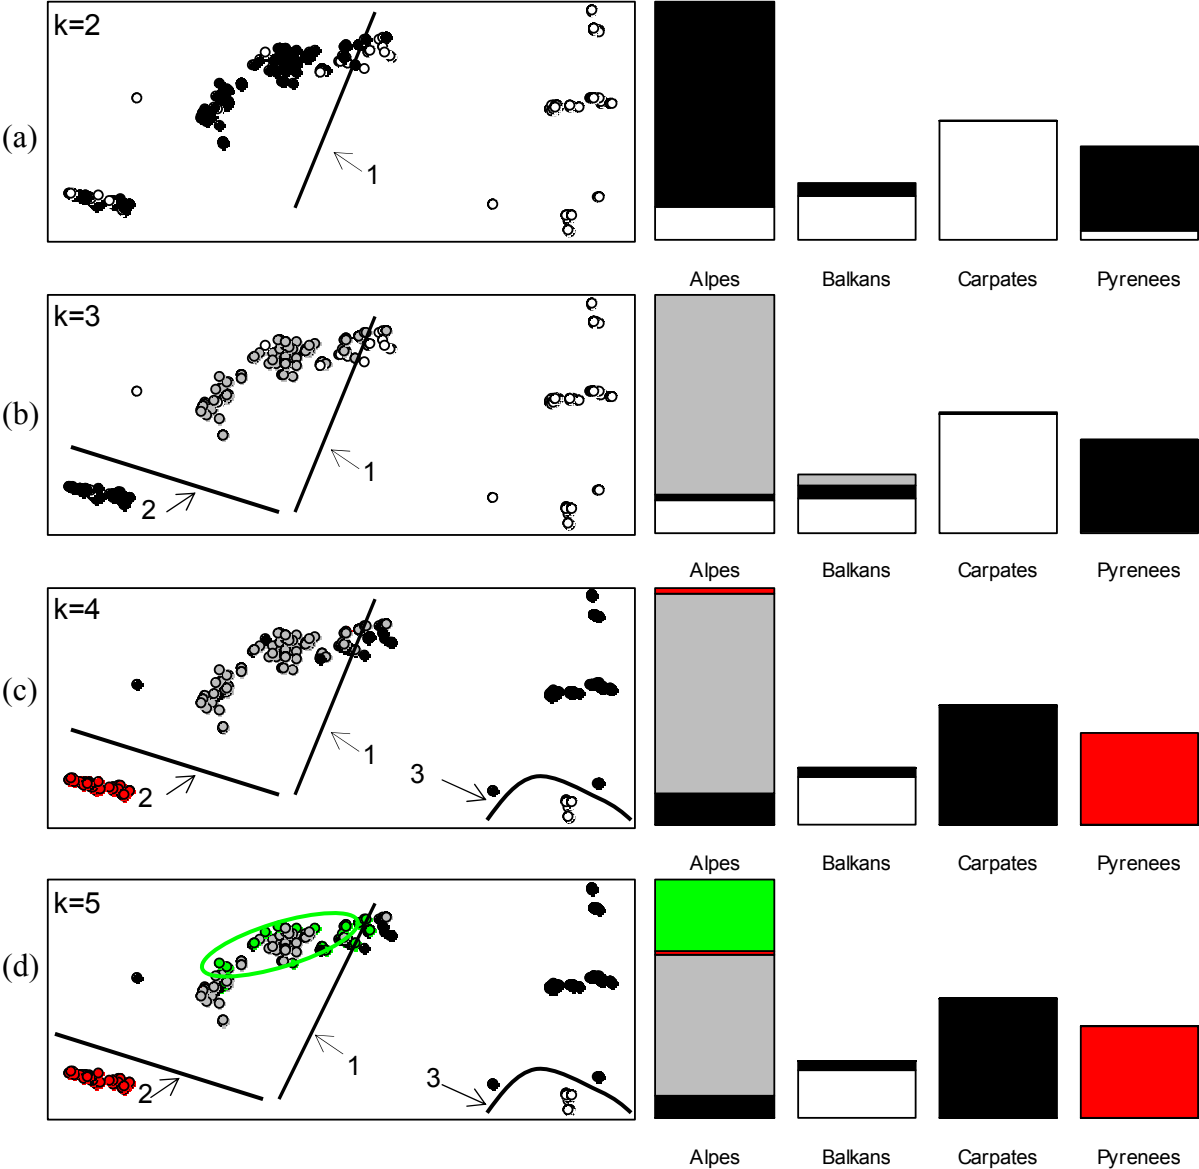 k=2
(a)
1
Alpes Balkans Carpates Pyrenees
k=3
(b)
1
2
Alpes Balkans Carpates Pyrenees
k=4
(c)
1
3
2
Alpes Balkans Carpates Pyrenees
k=5
(d)
1
3
2
Alpes Balkans Carpates Pyrenees